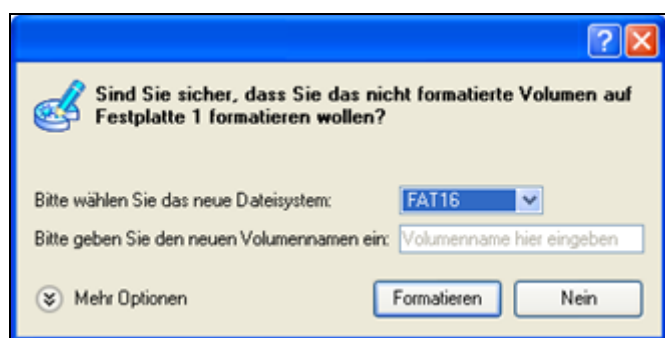 ?
Sind Sie sicher, dass Sie das nicht formatierte Volumen auf
Festplatte 1 formatieren wollen?
Bitte wählen Sie das neue Dateisystem: FAT16
Bitte geben Sie den neuen Volumennamen ein: Volumenname hier eingeben
Mehr Optionen Formatieren Nein